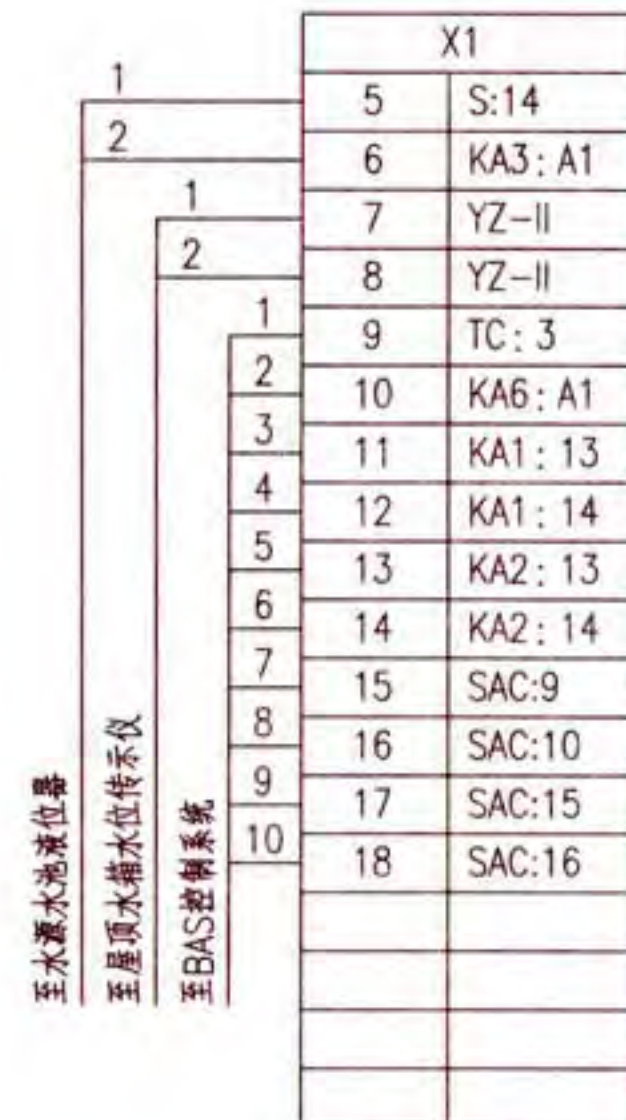 X1
1 5 S:14
2 6 KA3: A1
1 7 YZ-II
2 8 YZ-II
1 9 TC: 3
2 10 KA6: A1
3 11 KA1: 13
4 12 KA1: 14
5 13 KA2: 13
6 14 KA2: 14
7 15 SAC:9
8 16 SAC:10
9 17 SAC:15
10 18 SAC:16
至水源水池液位器
至屋顶水箱水位传示仪
至BAS控制系统